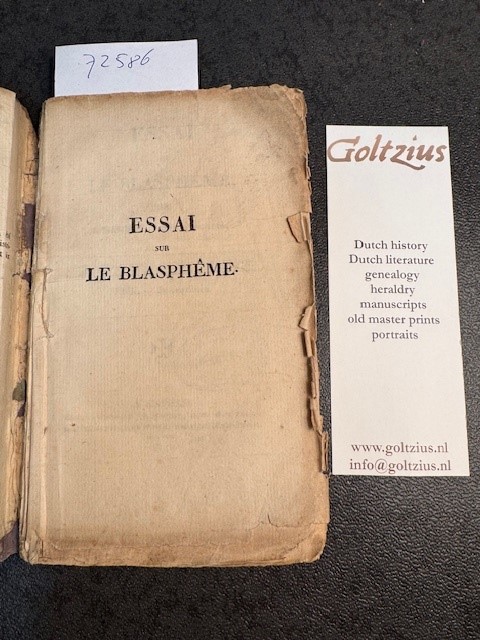 72586
ESSAI
SUR
LE BLASPHÊME.
Goltzius
Dutch history
Dutch literature
genealogy
heraldry
manuscripts
old master prints
portraits
www.goltzius.nl
info@goltzius.nl